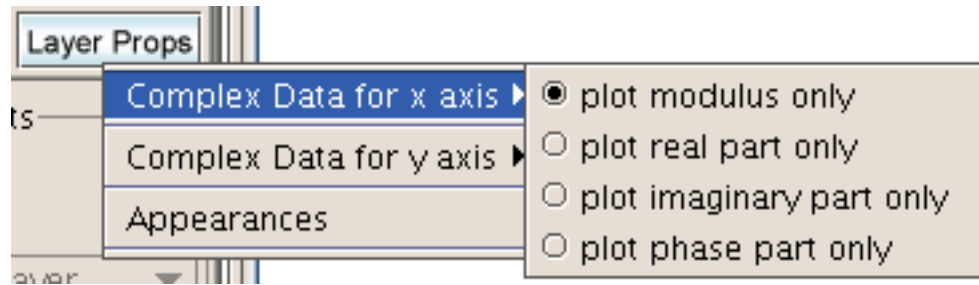 Layer Props
ts
Complex Data for x axis
Complex Data for y axis
Appearances
plot modulus only
plot real part only
plot imaginary part only
plot phase part only